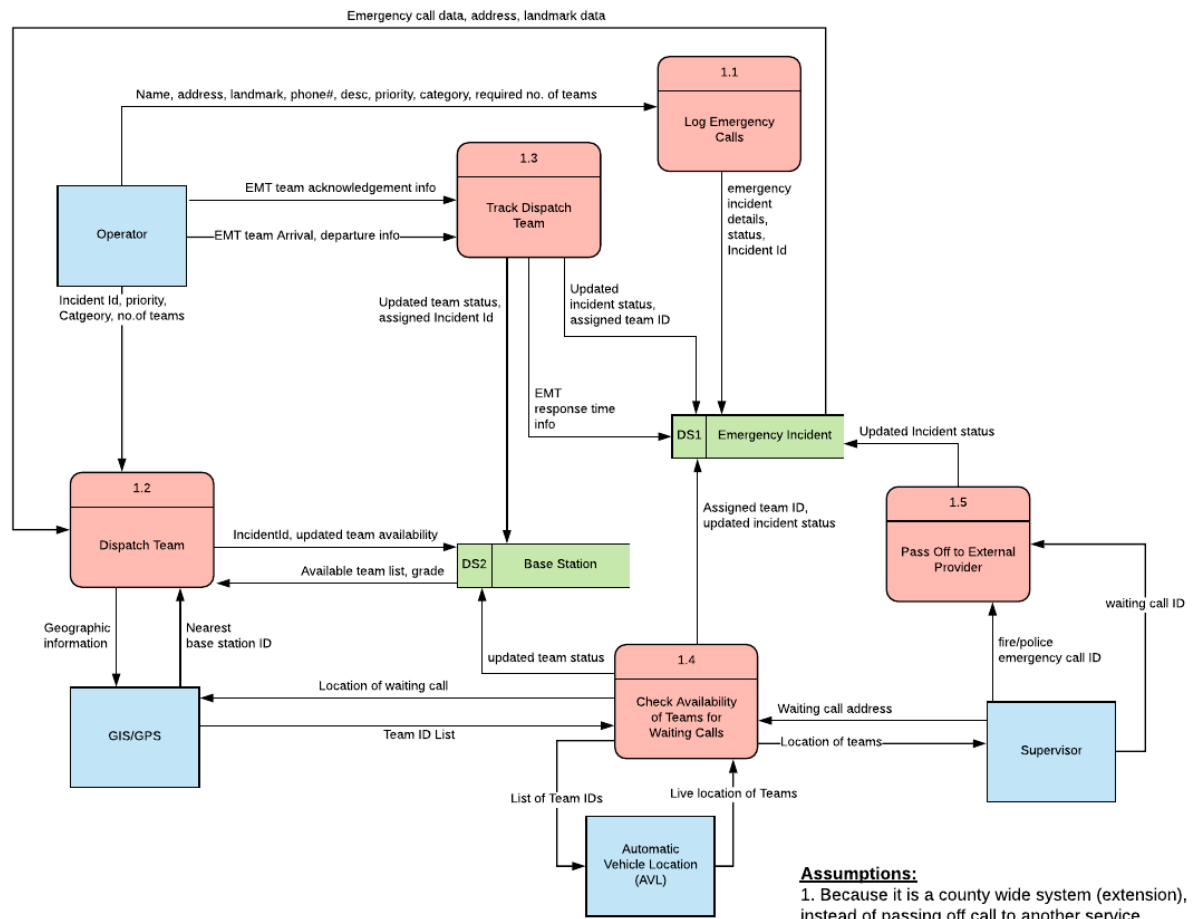 Emergency call data, address, landmark data
1.1
Log Emergency
Calls
Name, address, landmark, phone#, desc, priority, category, required no. of teams
1.3
Track Dispatch
Team
EMT team acknowledgement info
EMT team Arrival, departure info
Operator
emergency
incident
details,
status,
Incident Id
Incident Id, priority,
Catgeory, no.of teams
Updated team status,
assigned Incident Id
Updated
incident status,
assigned team ID
EMT
response time
info
DS1
Emergency Incident
Updated Incident status
1.2
Dispatch Team
IncidentId, updated team availability
Available team list, grade
DS2
Base Station
Assigned team ID,
updated incident status
1.5
Pass Off to External
Provider
waiting call ID
Geographic
information
Nearest
base station ID
updated team status
1.4
Check Availability
of Teams for
Waiting Calls
fire/police
emergency call ID
Location of waiting call
Team ID List
GIS/GPS
Waiting call address
Location of teams
Supervisor
List of Team IDs
Live location of Teams
Automatic
Vehicle Location
(AVL)
Assumptions:
1. Because it is a county wide system (extension),
instead of passing off call to another service